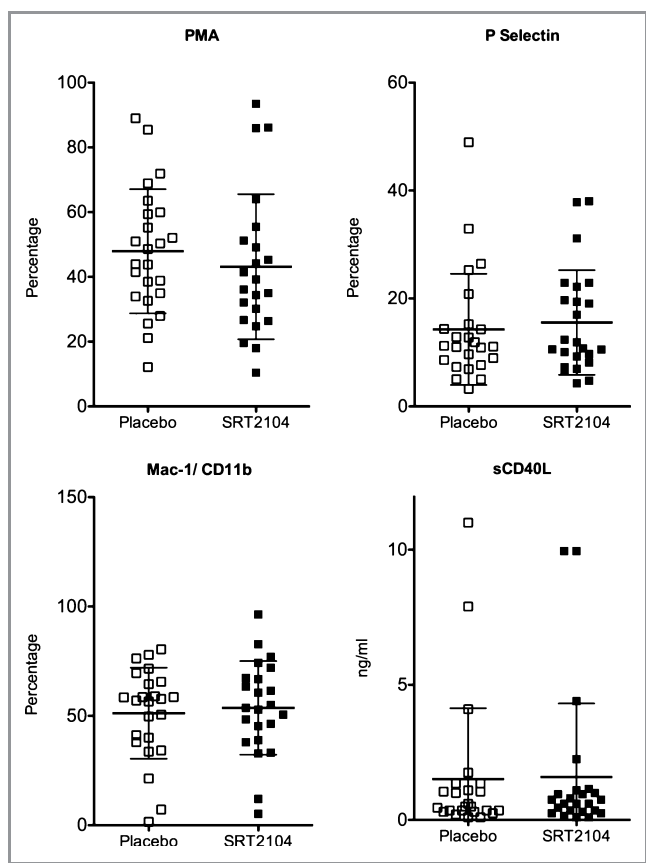 PMA
Percentage
100
80
60
40
20
0
Placebo SRT2104
P Selectin
Percentage
60
40
20
0
Placebo SRT2104
Mac-1/ CD11b
Percentage
150
100
50
0
Placebo SRT2104
sCD40L
ng/ml
10
5
0
Placebo SRT2104